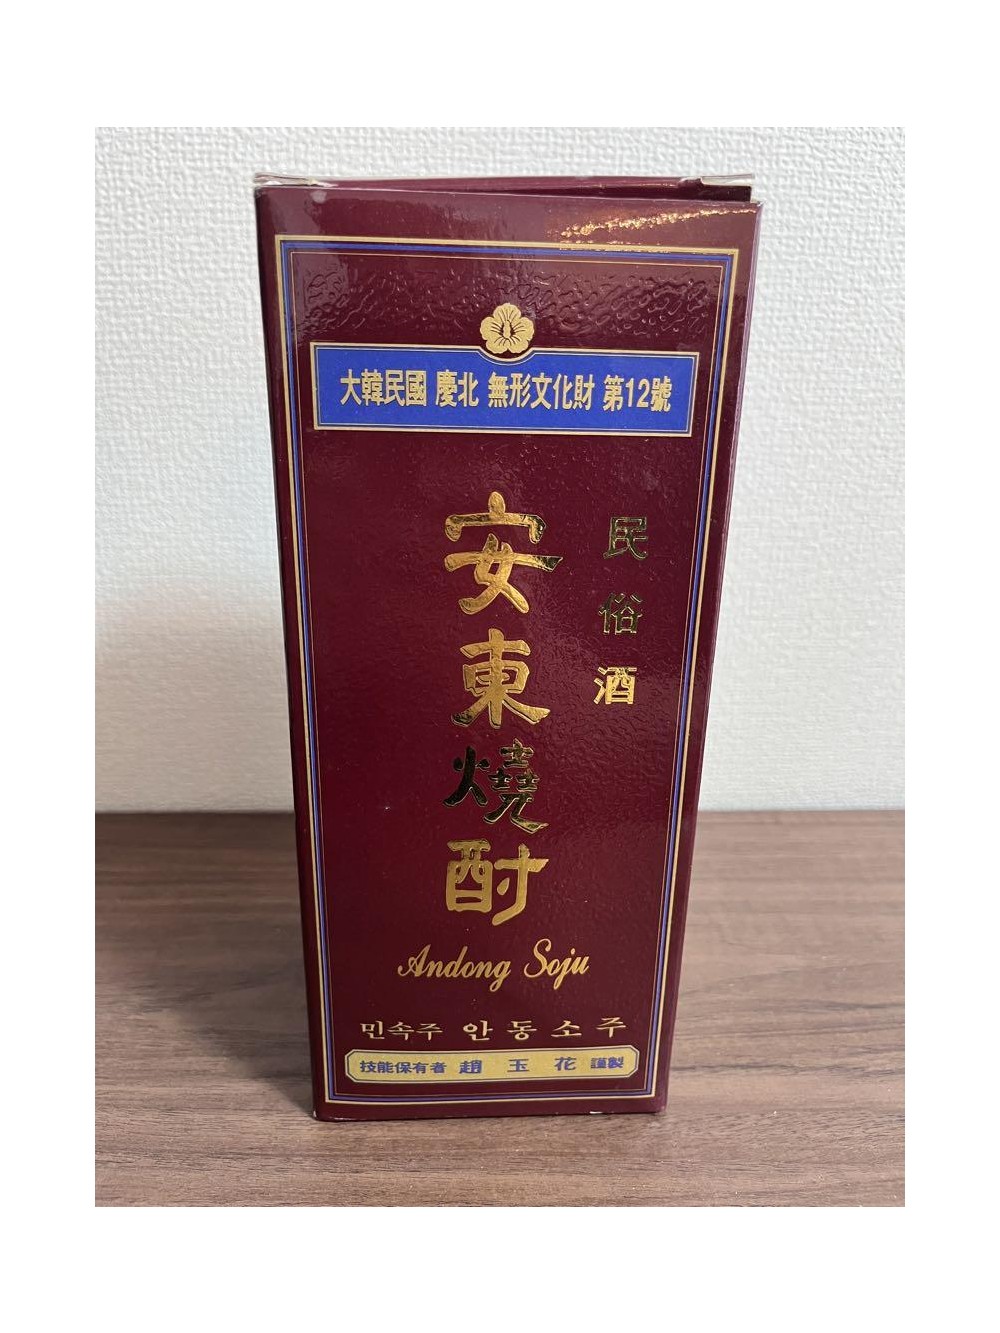 大韓民國 慶北 無形文化財 第12號
民俗酒
安東燒酎
Andong Soju
민속주 안동소주
技能保有者 趙玉花 謹製